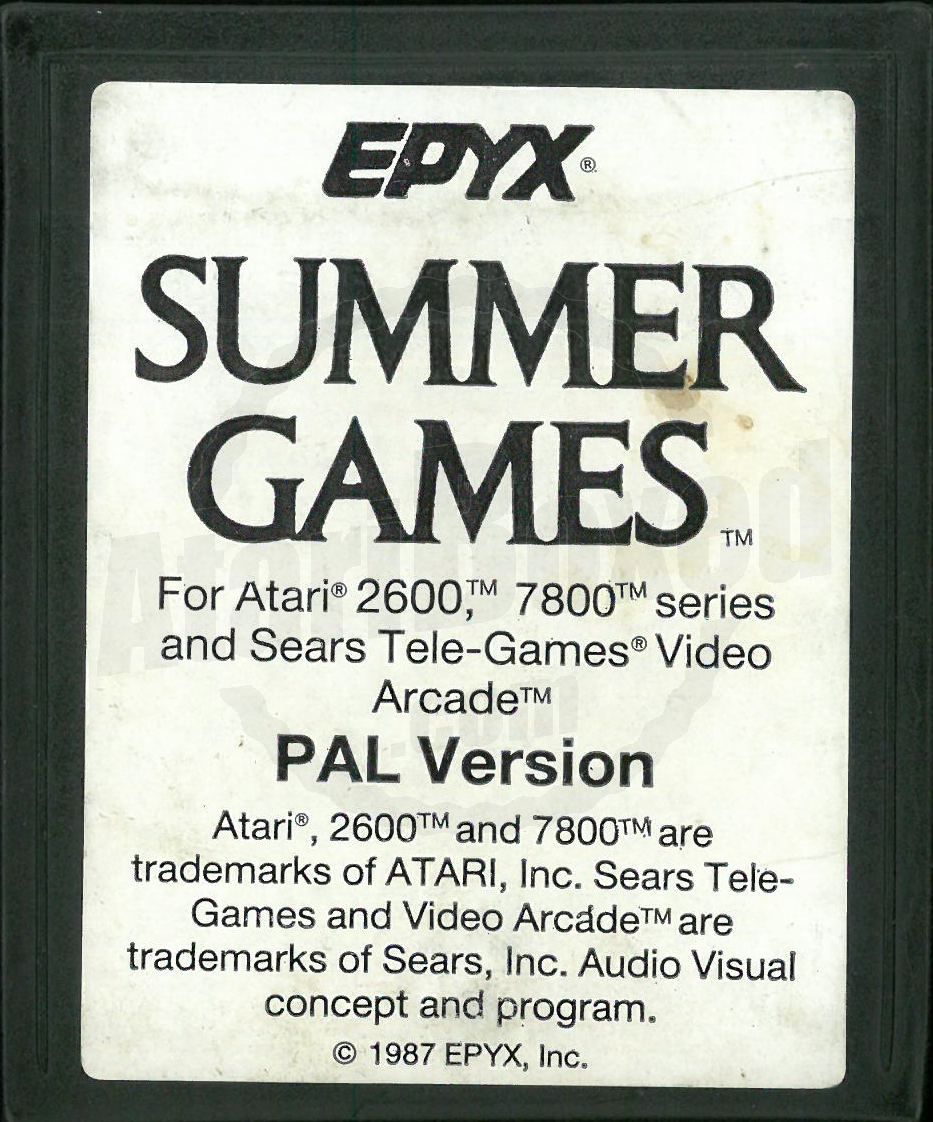 EPYX®
SUMMER
GAMES™
For Atari® 2600,™ 7800™ series
and Sears Tele-Games® Video
Arcade™
PAL Version
Atari®, 2600™ and 7800™ are
trademarks of ATARI, Inc. Sears Tele-
Games and Video Arcade™ are
trademarks of Sears, Inc. Audio Visual
concept and program.
© 1987 EPYX, Inc.
AtariBoxed
.com